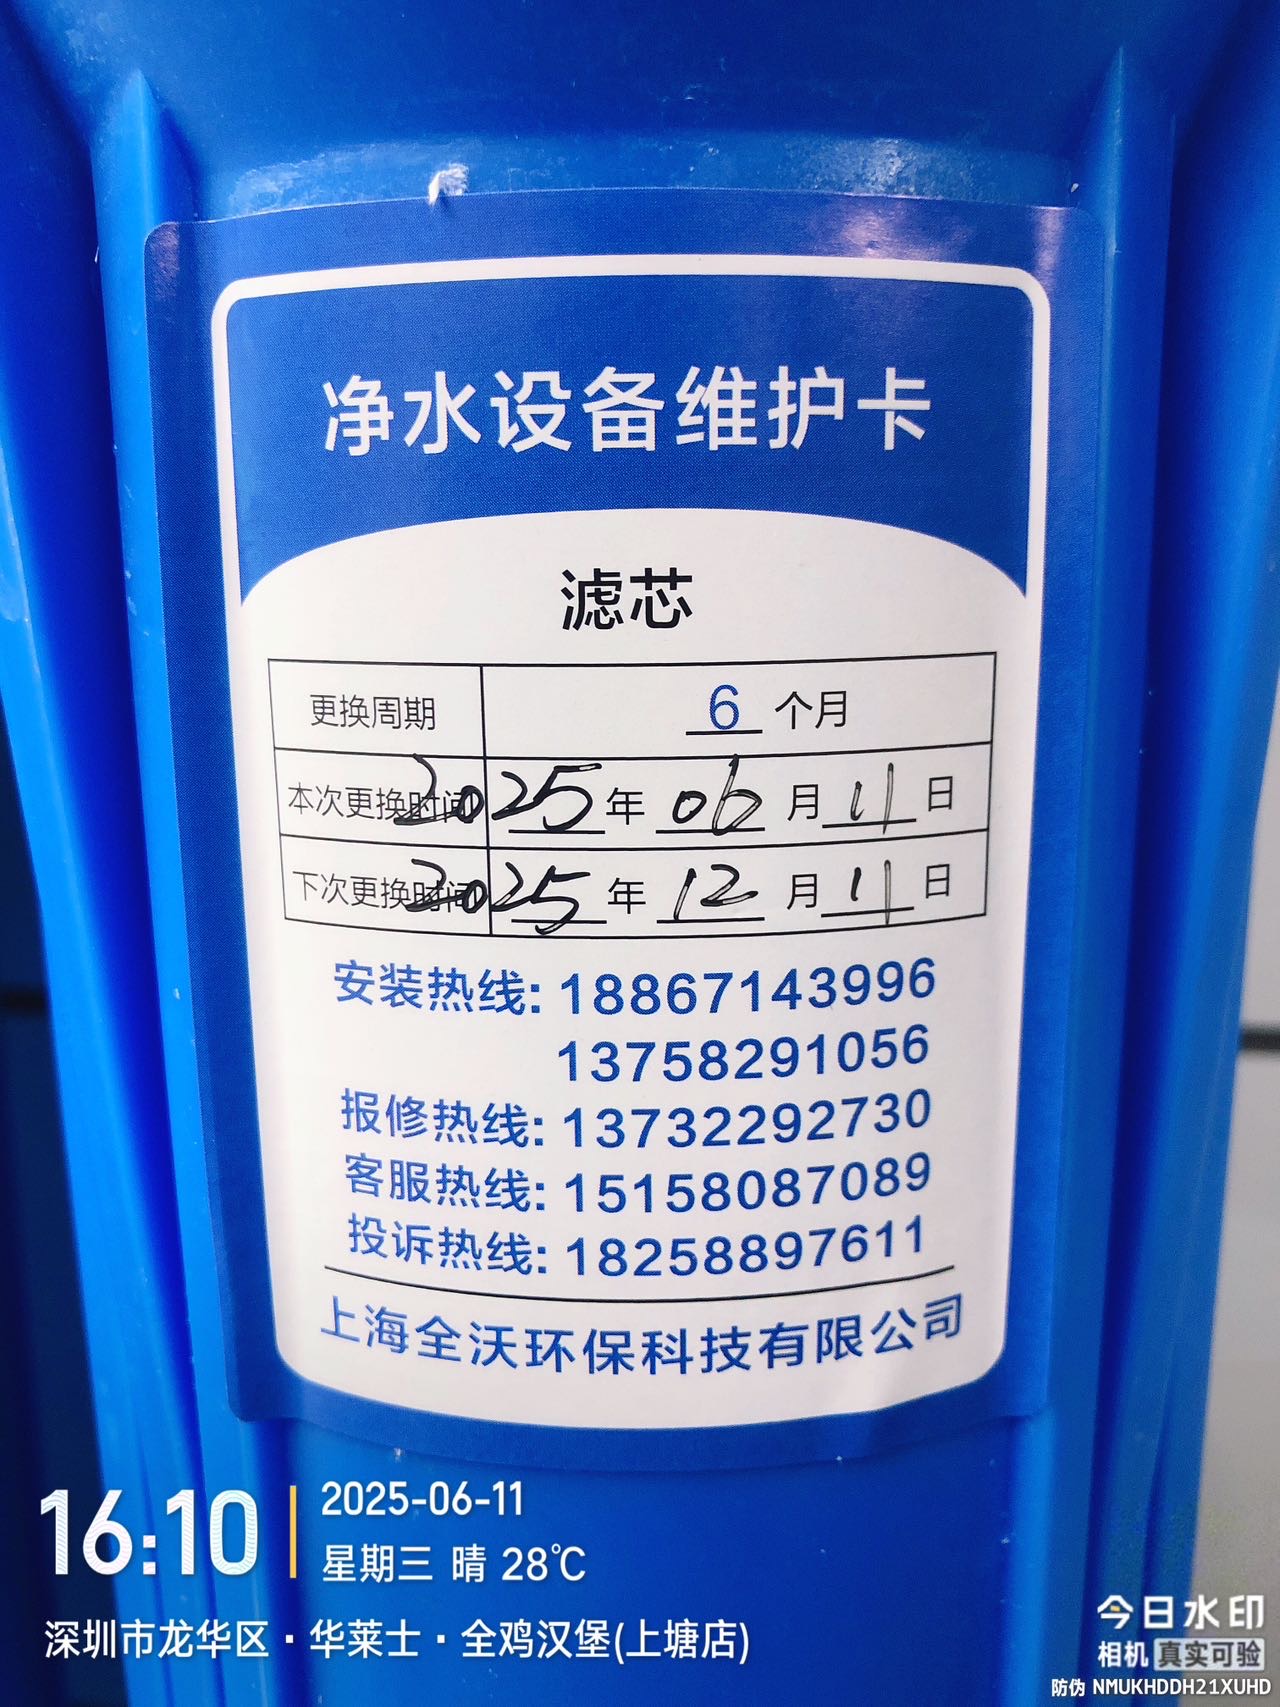 净水设备维护卡
滤芯
更换周期 6 个月
本次更换时间 2025 年 06 月 11 日
下次更换时间 2025 年 12 月 11 日
安装热线: 18867143996
13758291056
报修热线: 13732292730
客服热线: 15158087089
投诉热线: 18258897611
上海全沃环保科技有限公司
16:10
2025-06-11
星期三 晴 28℃
深圳市龙华区·华莱士·全鸡汉堡(上塘店)
今日水印
相机 真实可验
防伪 NMUKHDDH21XUHD